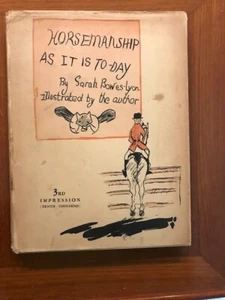 HORSEMANSHIP
AS IT IS TO-DAY
By Sarah Bowes-Lyon
Illustrated by the author
3RD
IMPRESSION